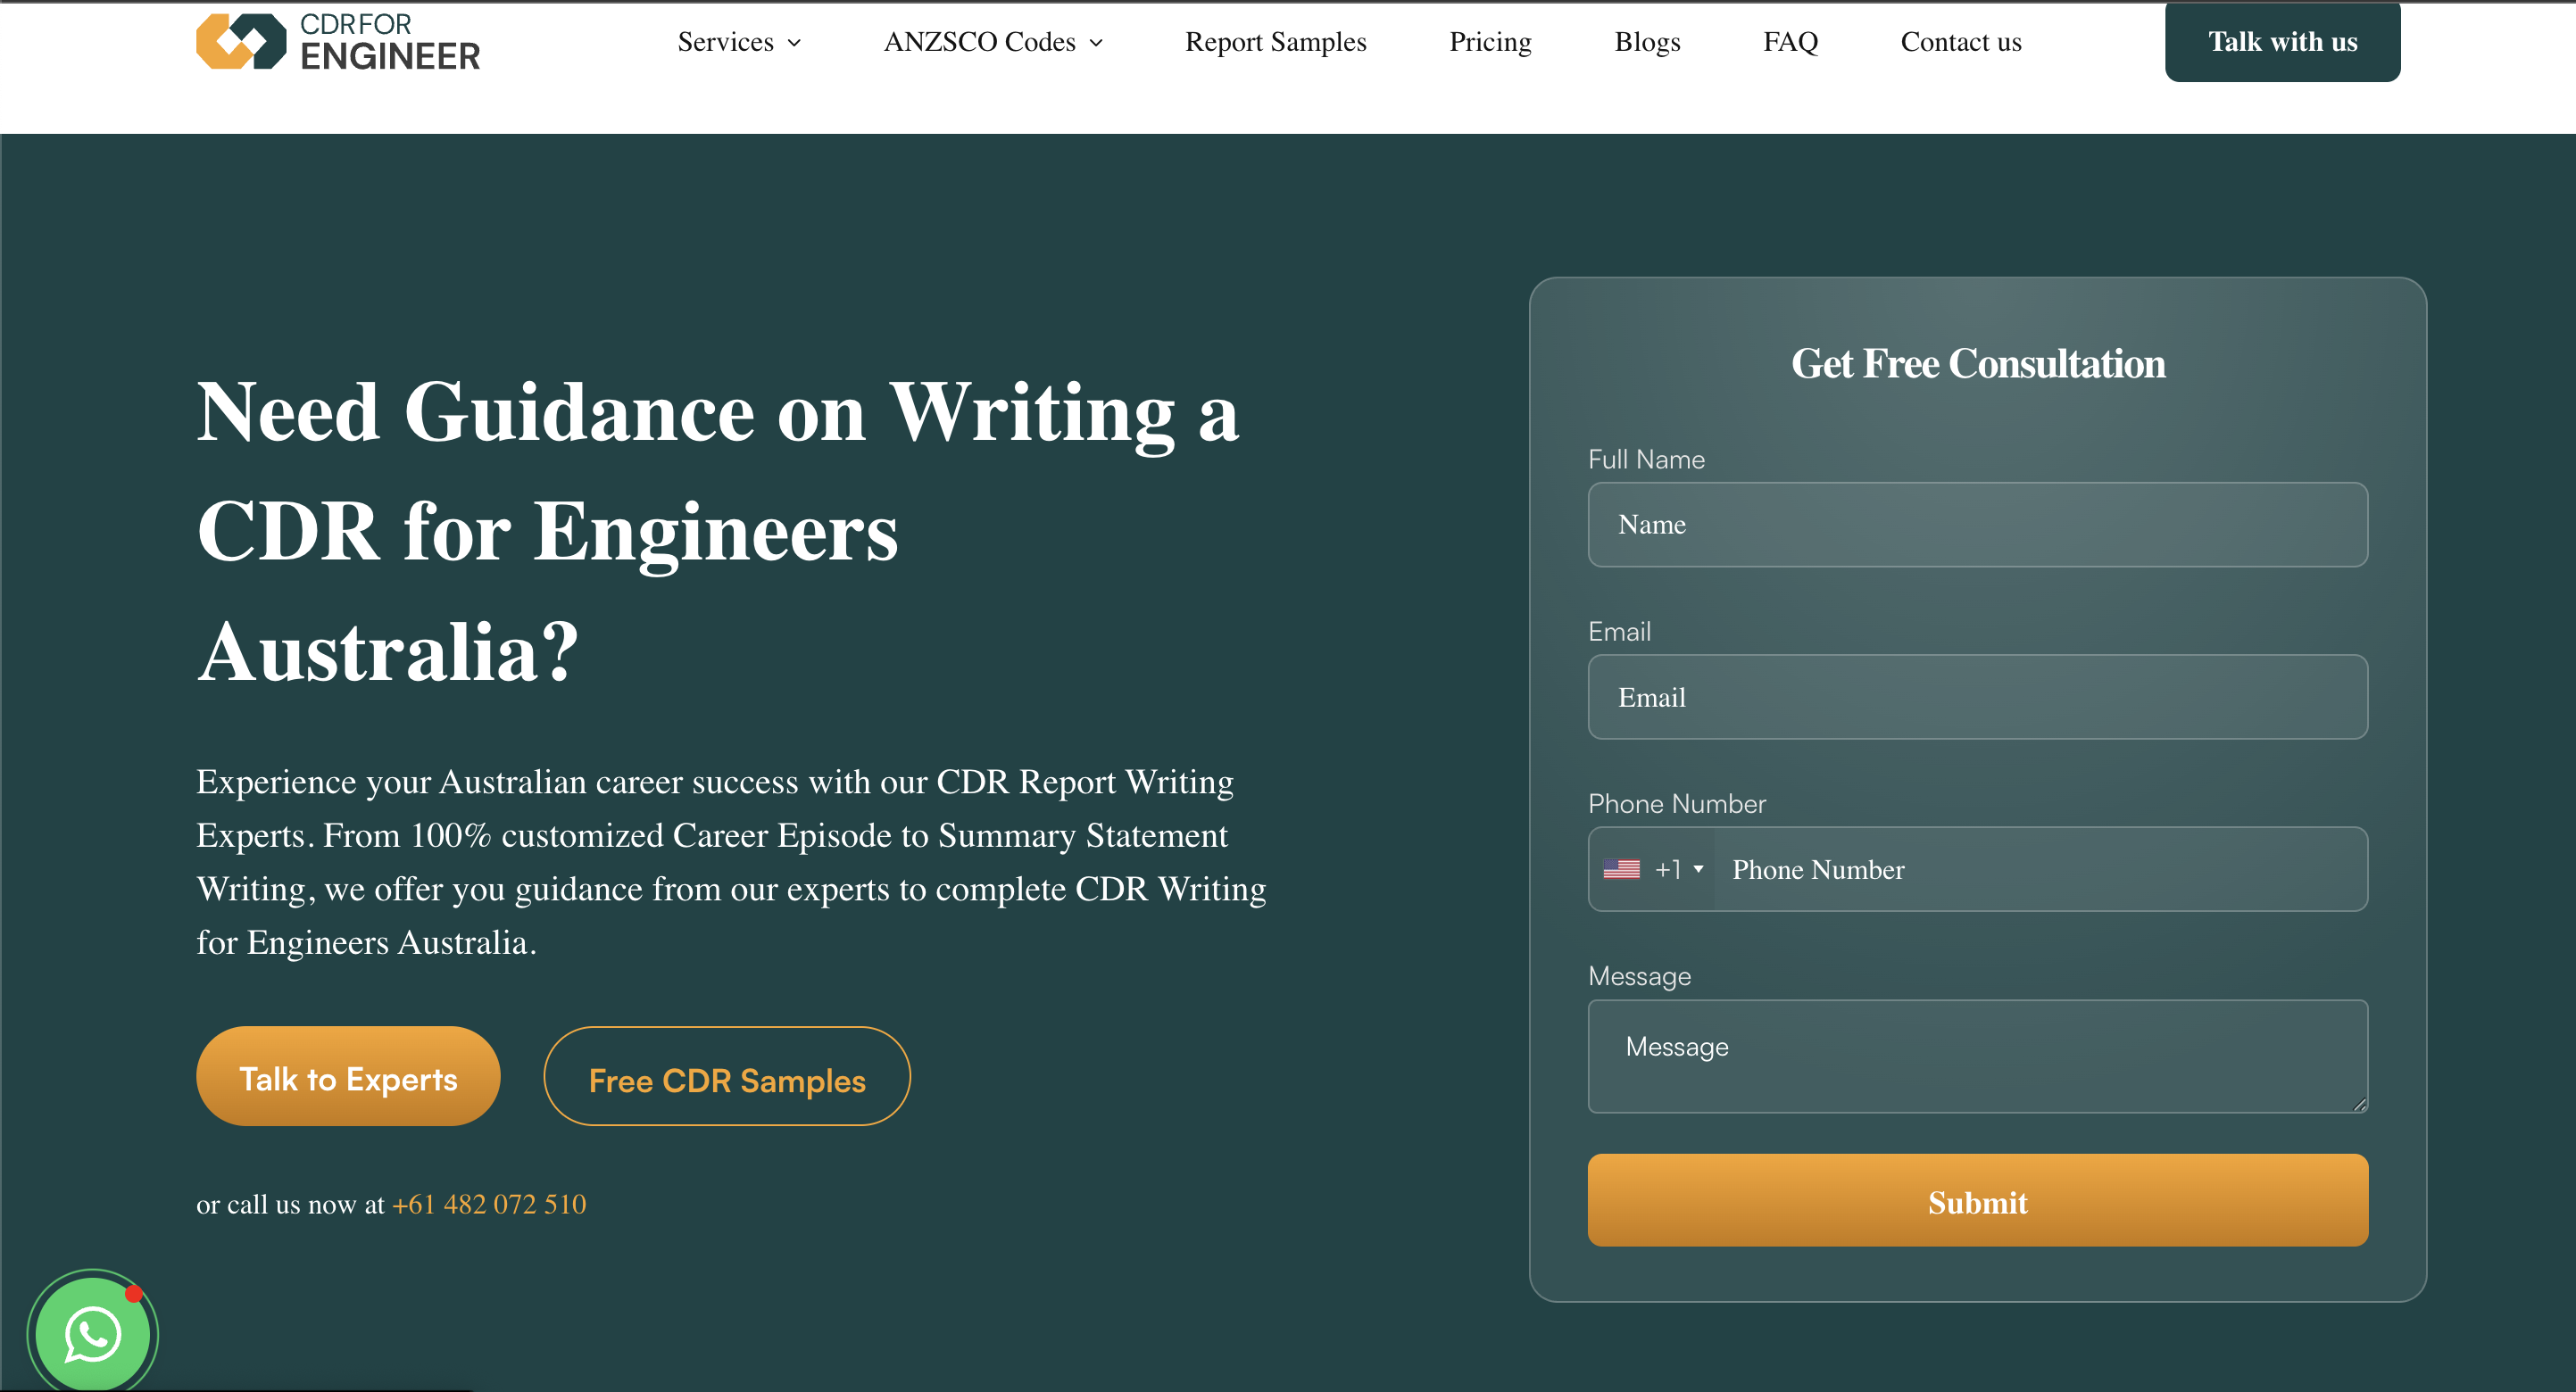 CDRFOR
ENGINEER
Services
ANZSCO Codes
Report Samples
Pricing
Blogs
FAQ
Contact us
Talk with us
Need Guidance on Writing a
CDR for Engineers
Australia?
Experience your Australian career success with our CDR Report Writing
Experts. From 100% customized Career Episode to Summary Statement
Writing, we offer you guidance from our experts to complete CDR Writing
for Engineers Australia.
Talk to Experts
Free CDR Samples
or call us now at +61 482 072 510
Get Free Consultation
Full Name
Name
Email
Email
Phone Number
+1
Phone Number
Message
Message
Submit